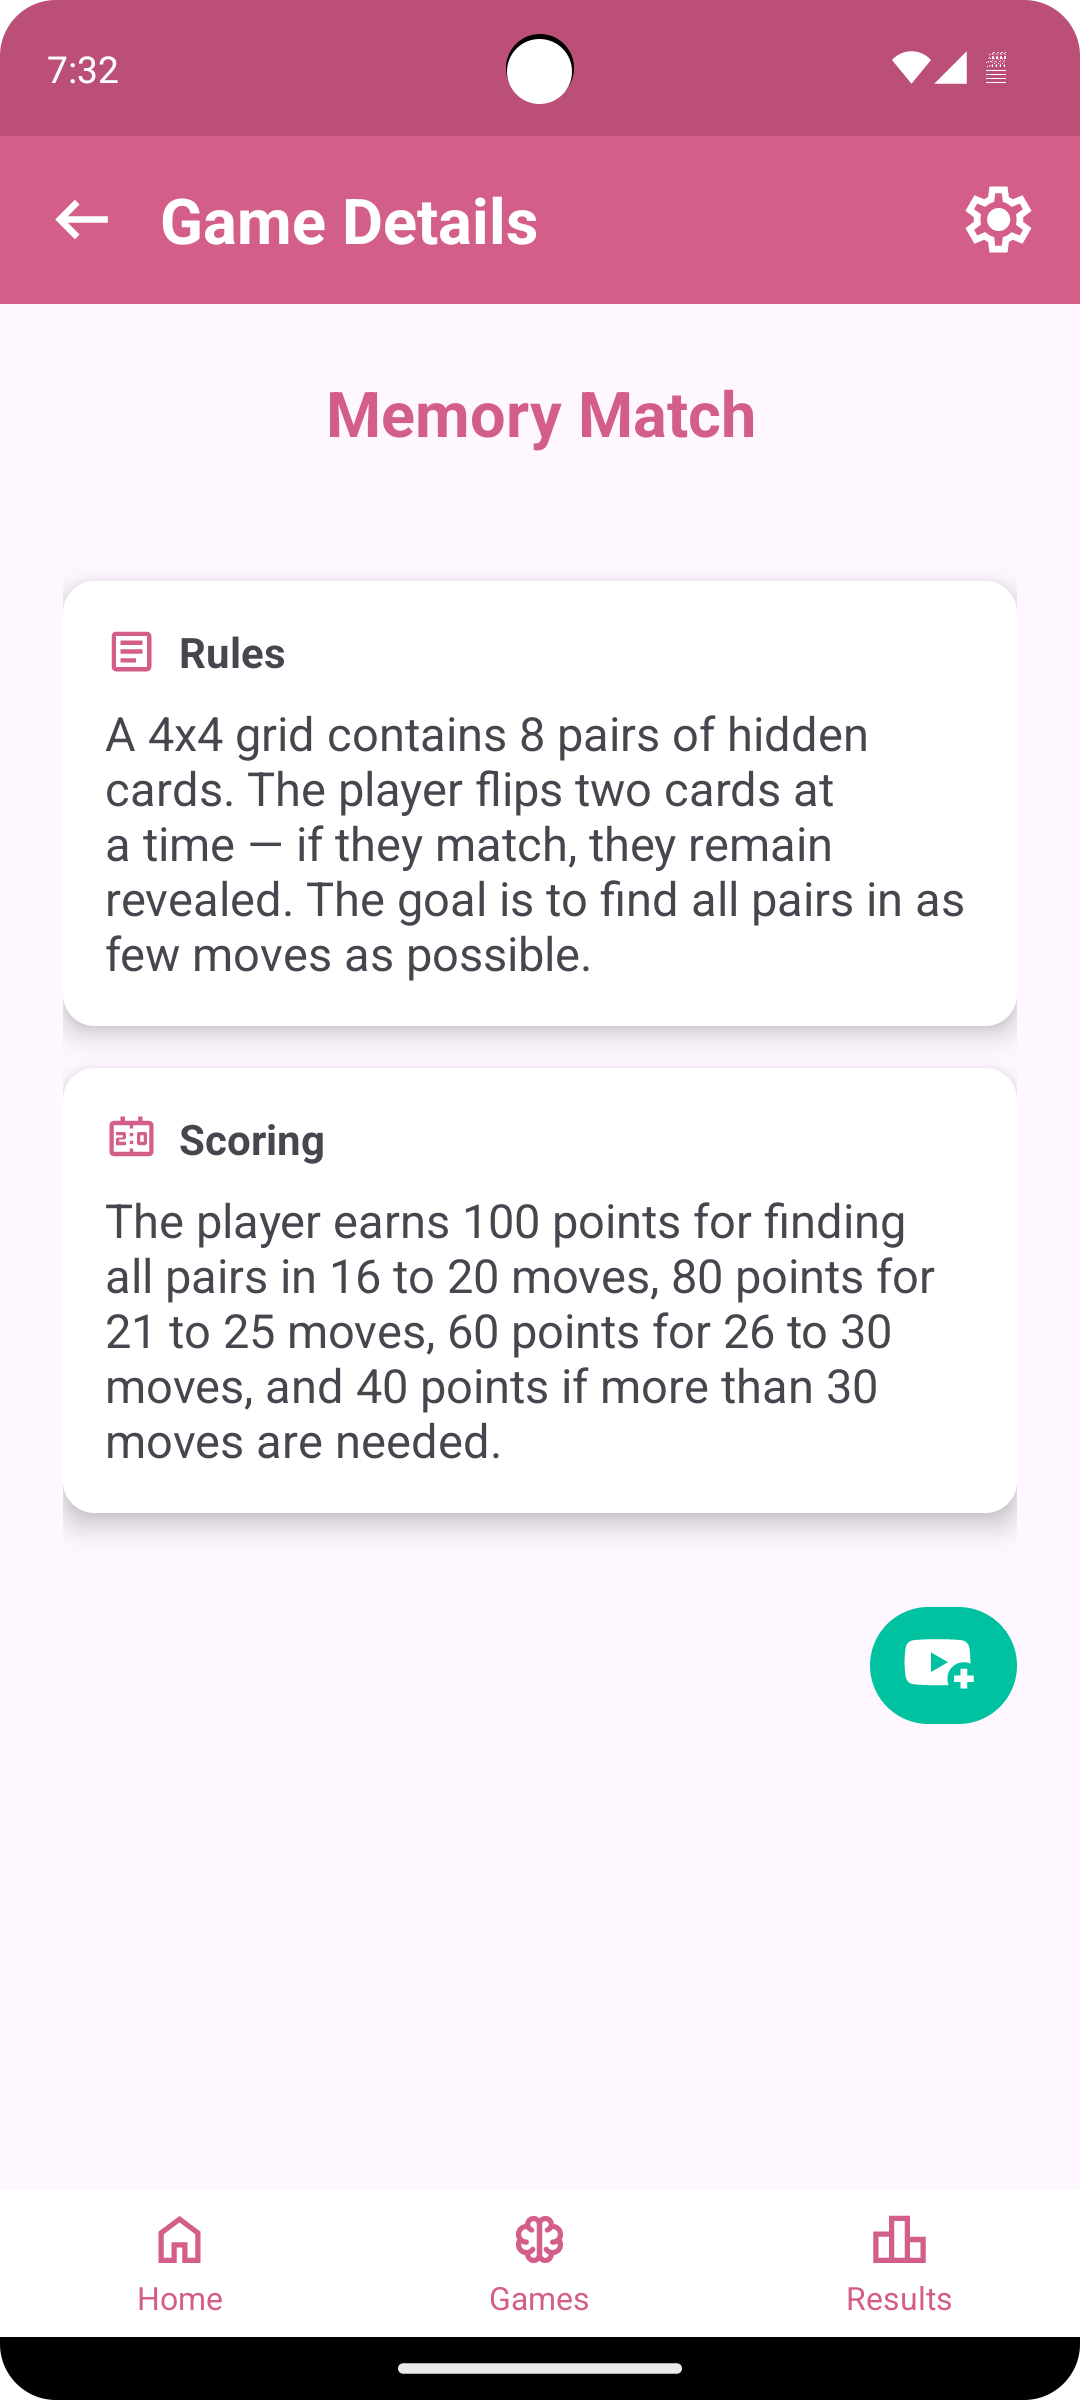 7:32
Game Details
Memory Match
Rules
A 4x4 grid contains 8 pairs of hidden
cards. The player flips two cards at
a time — if they match, they remain
revealed. The goal is to find all pairs in as
few moves as possible.
2:0
Scoring
The player earns 100 points for finding
all pairs in 16 to 20 moves, 80 points for
21 to 25 moves, 60 points for 26 to 30
moves, and 40 points if more than 30
moves are needed.
Home
Games
Results